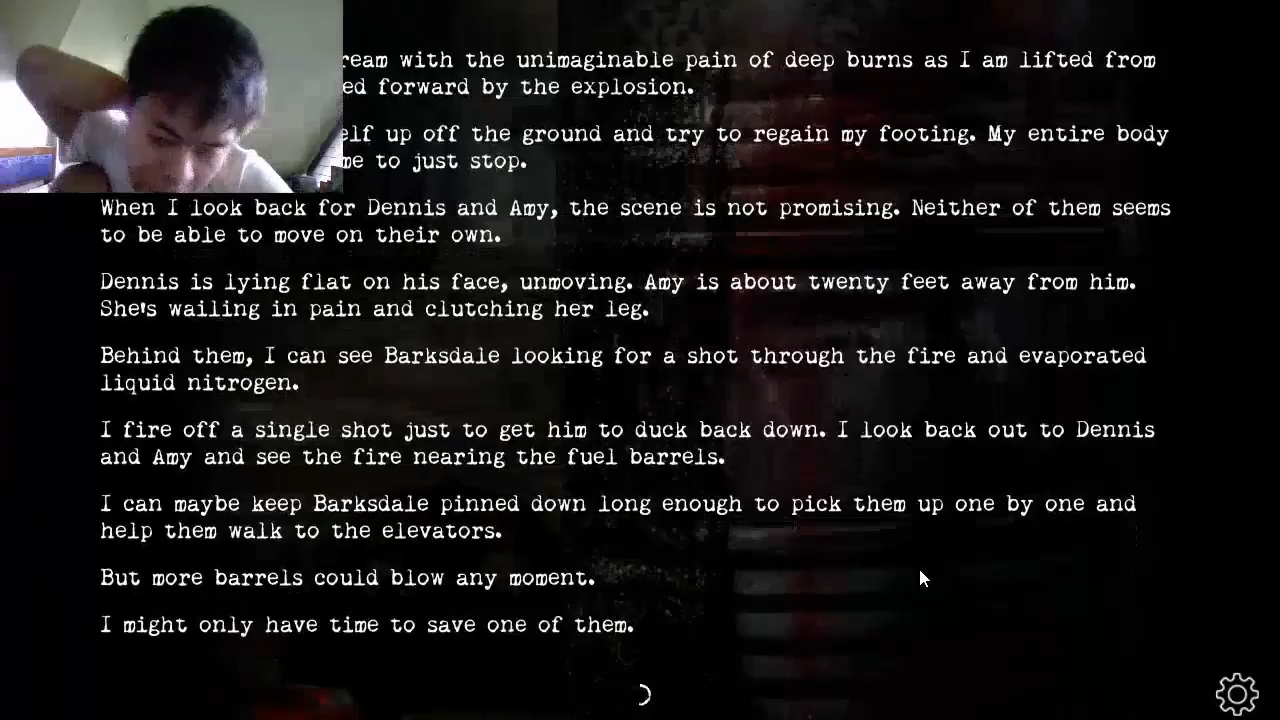 with the unimaginable pain of deep burns as I am lifted from
forward by the explosion.
up off the ground and try to regain my footing. My entire body
to just stop.
When I look back for Dennis and Amy, the scene is not promising. Neither of them seems
to be able to move on their own.
Dennis is lying flat on his face, unmoving. Amy is about twenty feet away from him.
She's wailing in pain and clutching her leg.
Behind them, I can see Barksdale looking for a shot through the fire and evaporated
liquid nitrogen.
I fire off a single shot just to get him to duck back down. I look back out to Dennis
and Amy and see the fire nearing the fuel barrels.
I can maybe keep Barksdale pinned down long enough to pick them up one by one and
help them walk to the elevators.
But more barrels could blow any moment.
I might only have time to save one of them.